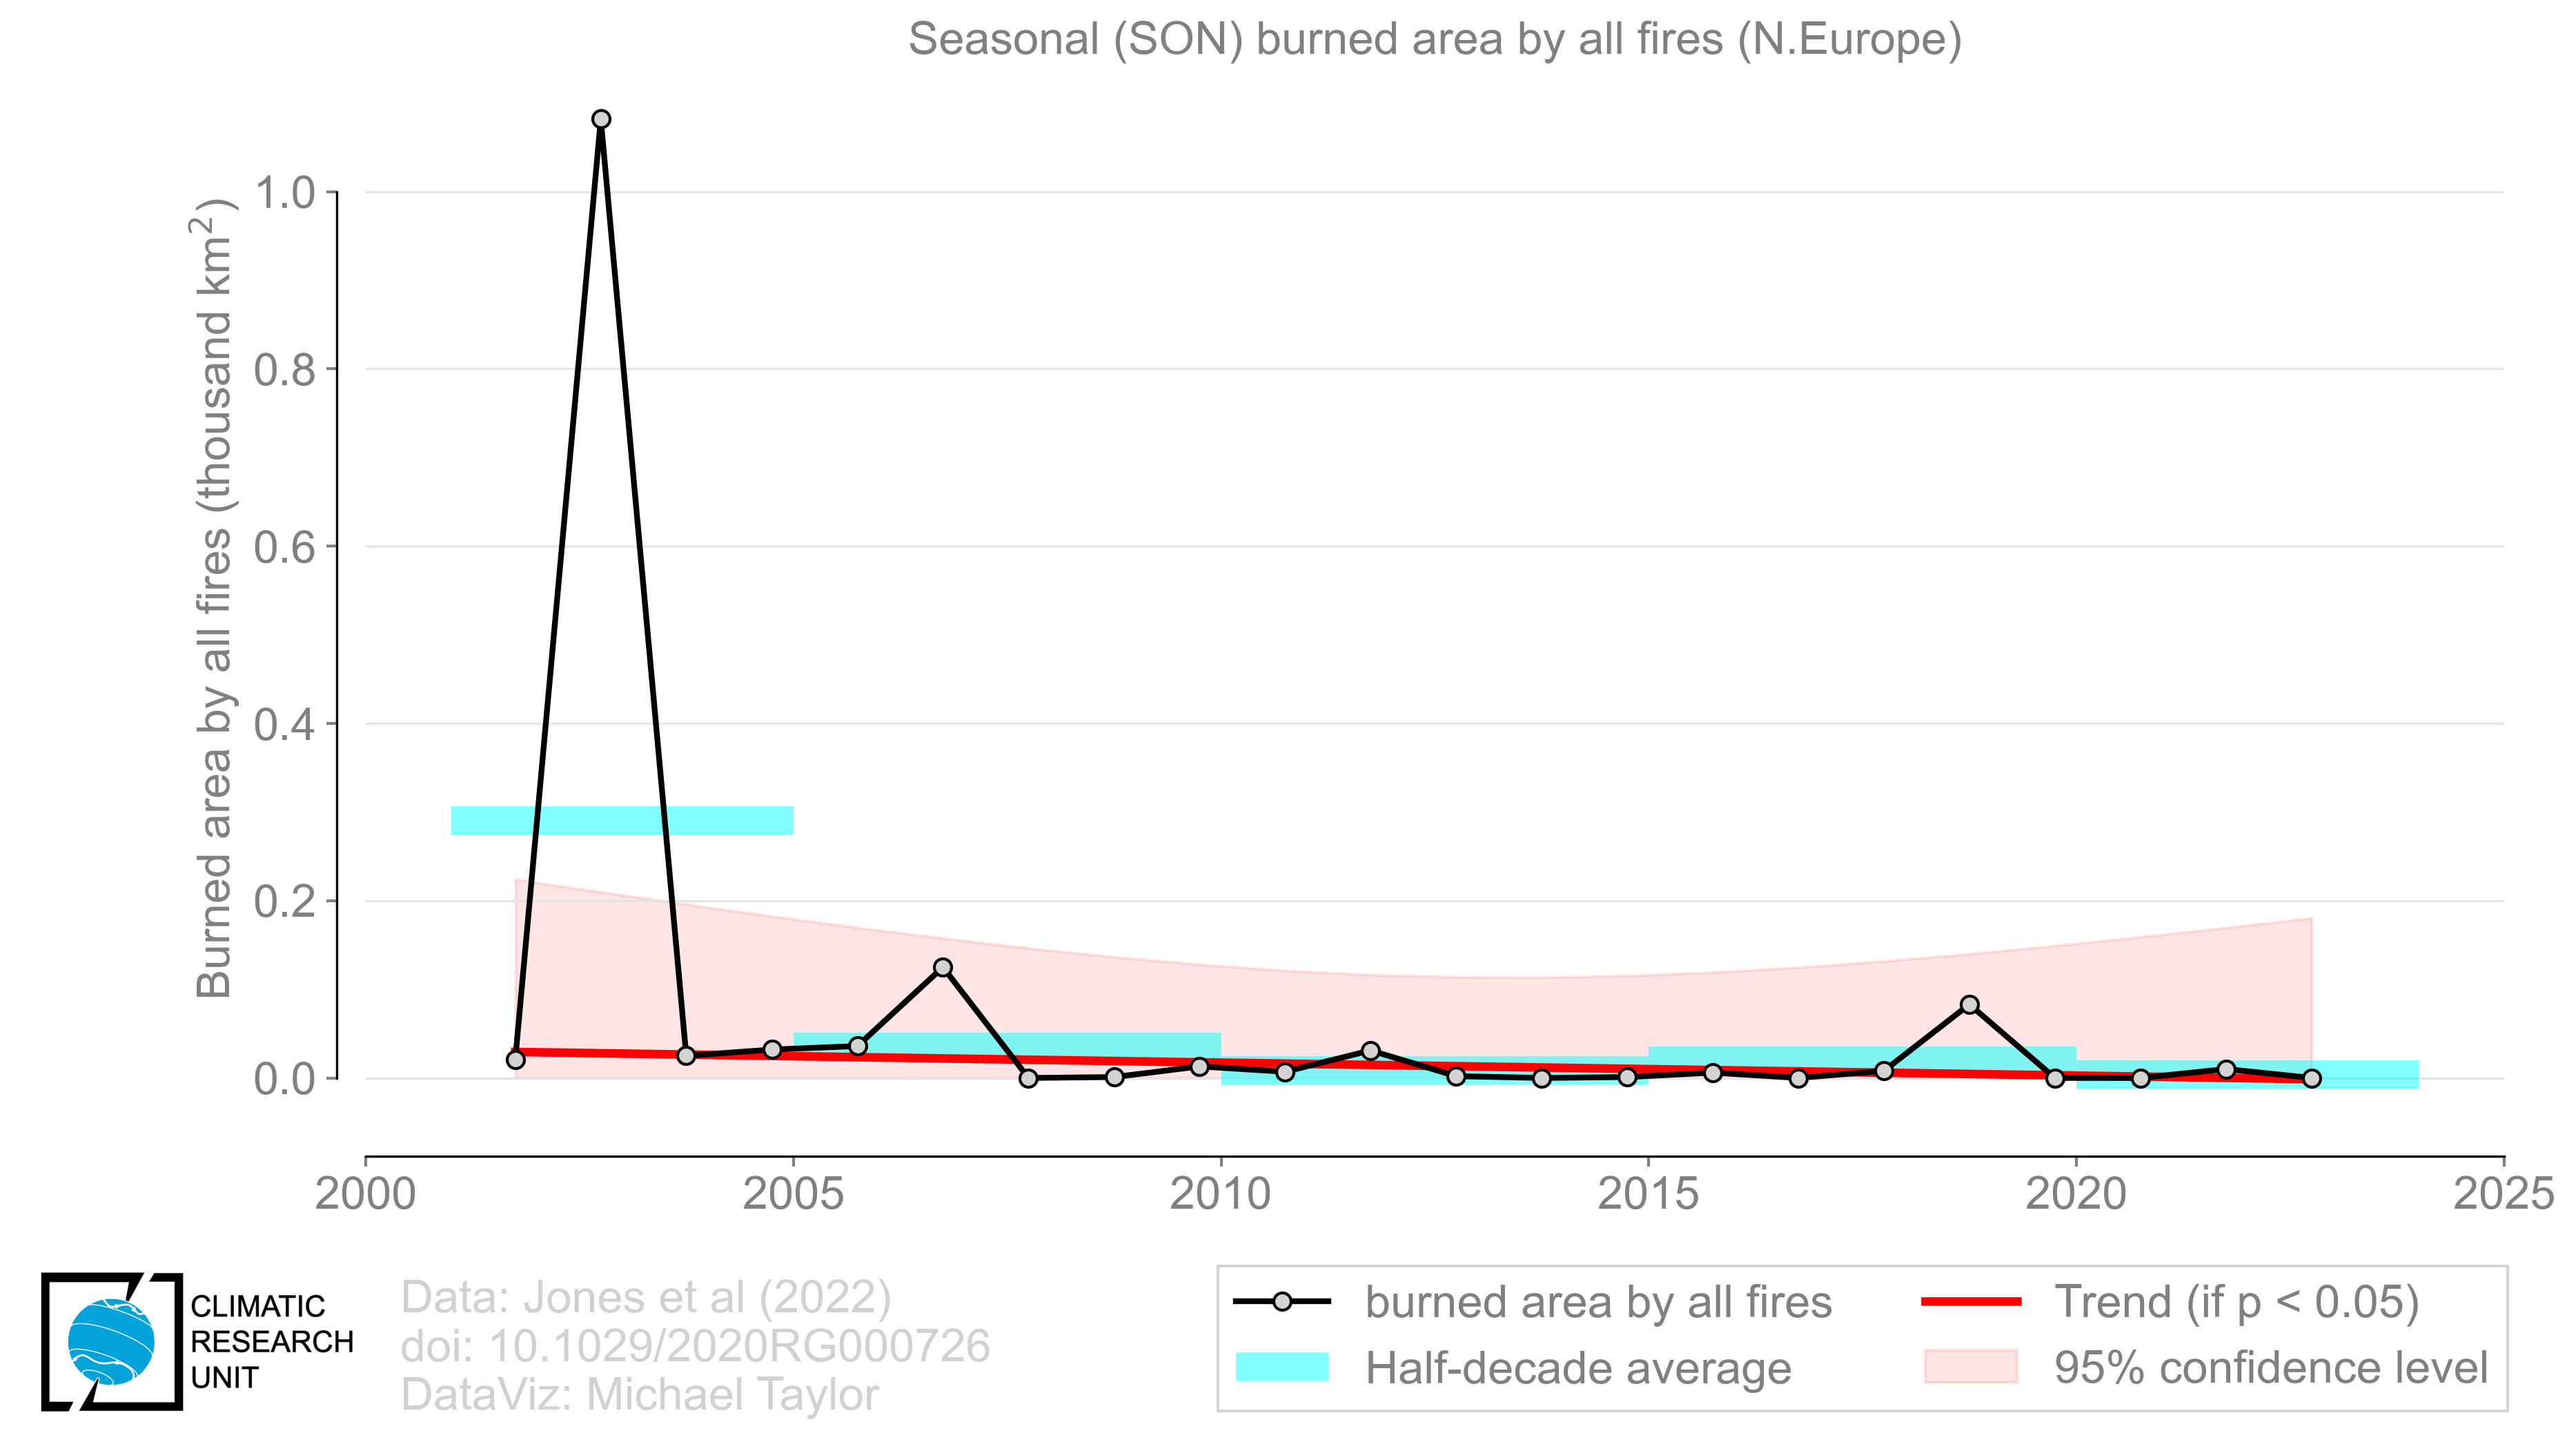 Seasonal (SON) burned area by all fires (N.Europe)
Burned area by all fires (thousand km²)
1.0
0.8
0.6
0.4
0.2
0.0
2000
2005
2010
2015
2020
2025
CLIMATIC
RESEARCH
UNIT
Data: Jones et al (2022)
doi: 10.1029/2020RG000726
DataViz: Michael Taylor
burned area by all fires
Half-decade average
Trend (if p < 0.05)
95% confidence level